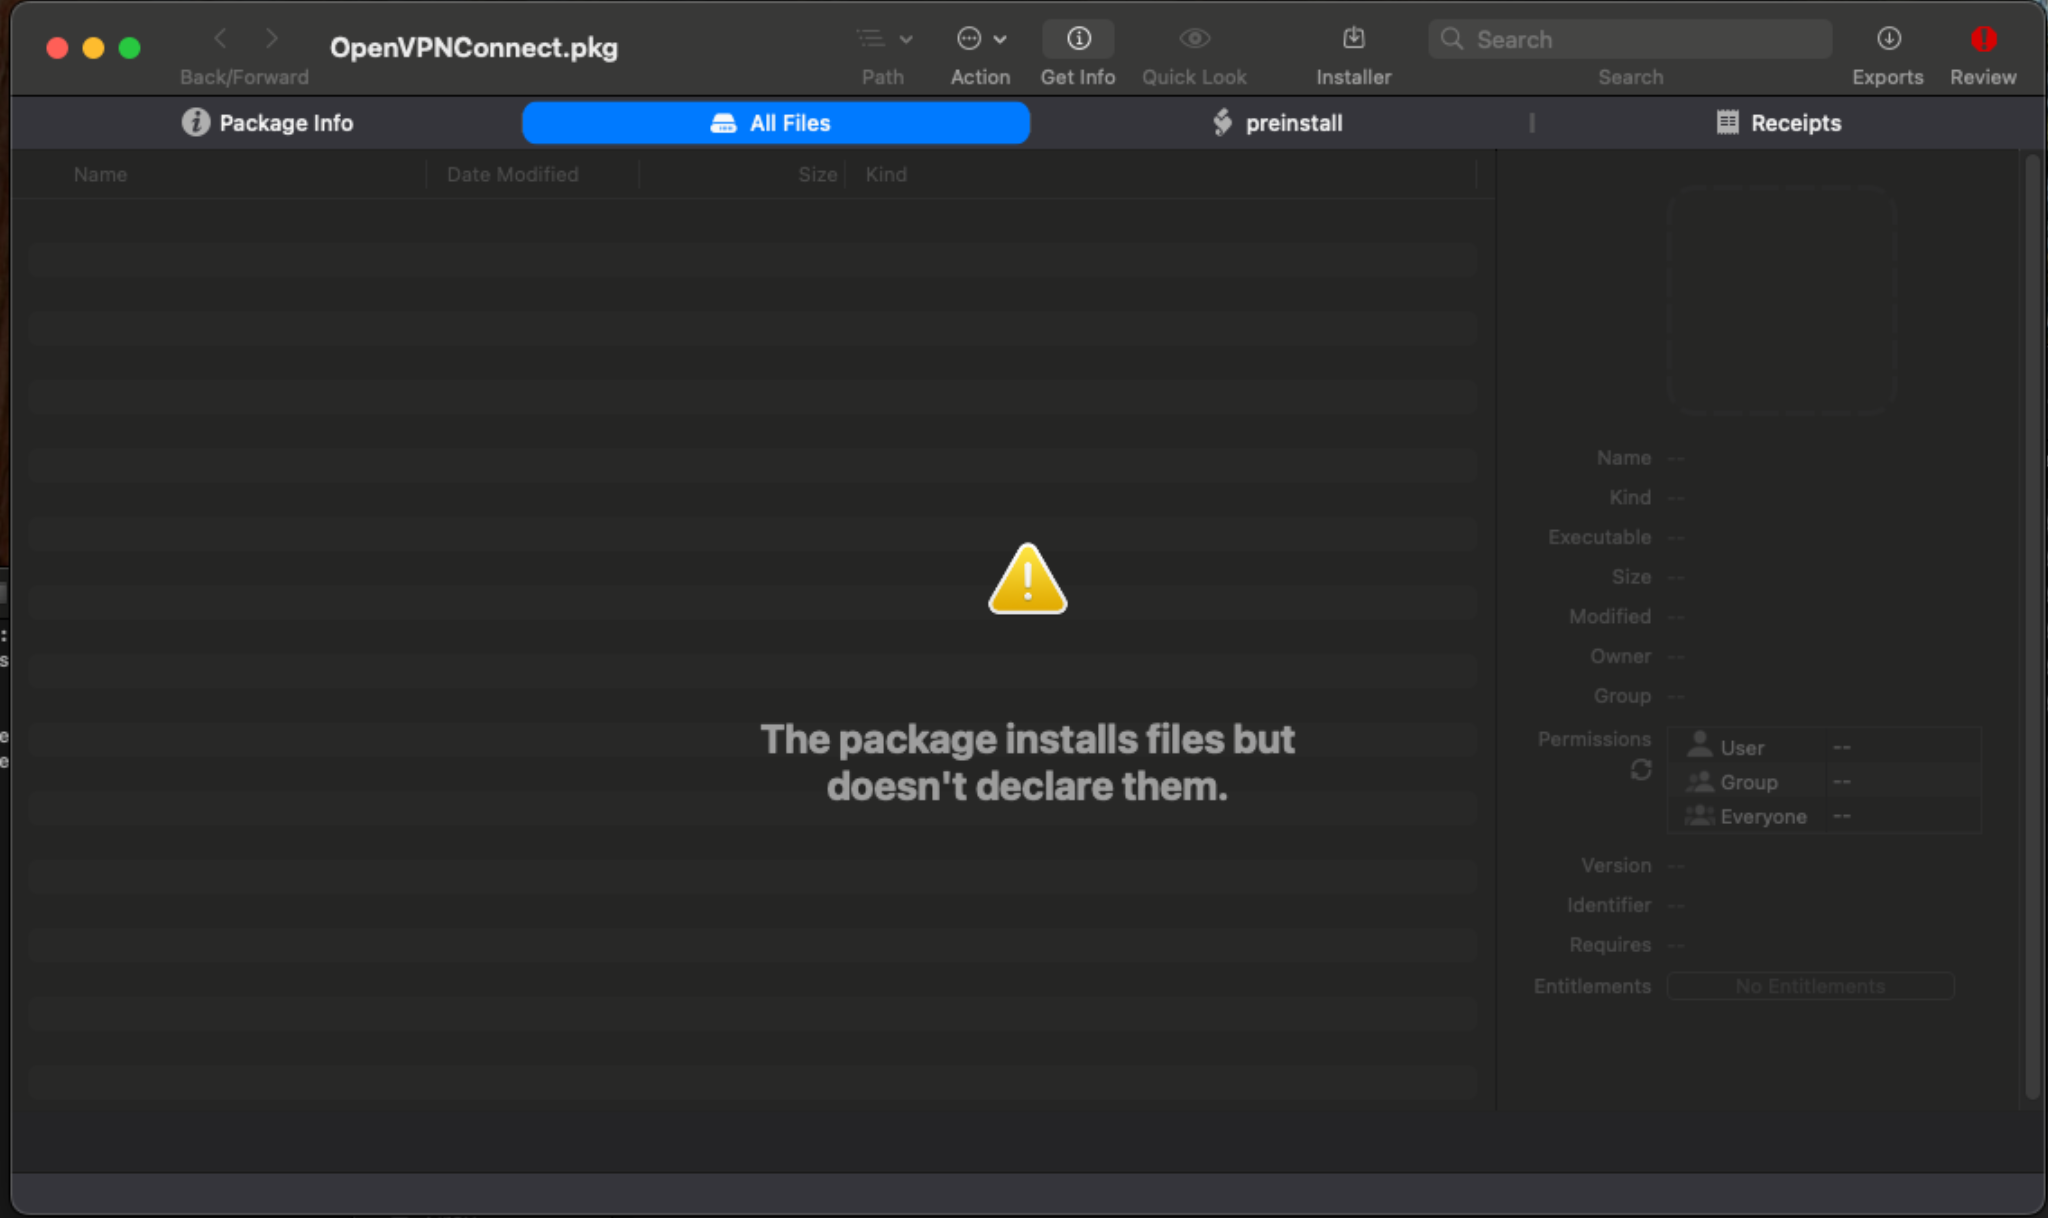 OpenVPNConnect.pkg
Back/Forward
Path
Action
Get Info
Quick Look
Installer
Search
Search
Exports
Review
Package Info
All Files
preinstall
Receipts
Name
Date Modified
Size
Kind
The package installs files but
doesn't declare them.
Name --
Kind --
Executable --
Size --
Modified --
Owner --
Group --
Permissions
User --
Group --
Everyone --
Version --
Identifier --
Requires --
Entitlements No Entitlements